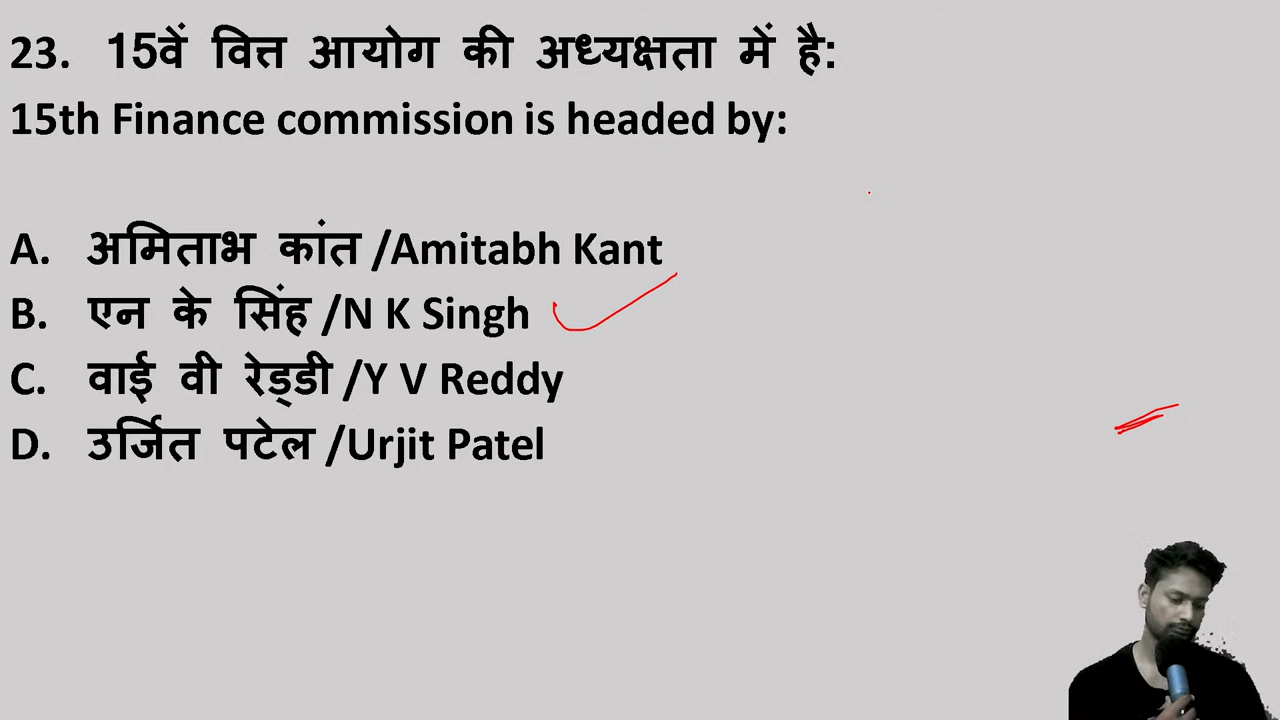 23. 15वें वित्त आयोग की अध्यक्षता में है:
15th Finance commission is headed by:
A. अमिताभ कांत /Amitabh Kant
B. एन के सिंह /N K Singh
C. वाई वी रेड्डी /Y V Reddy
D. उर्जित पटेल /Urjit Patel